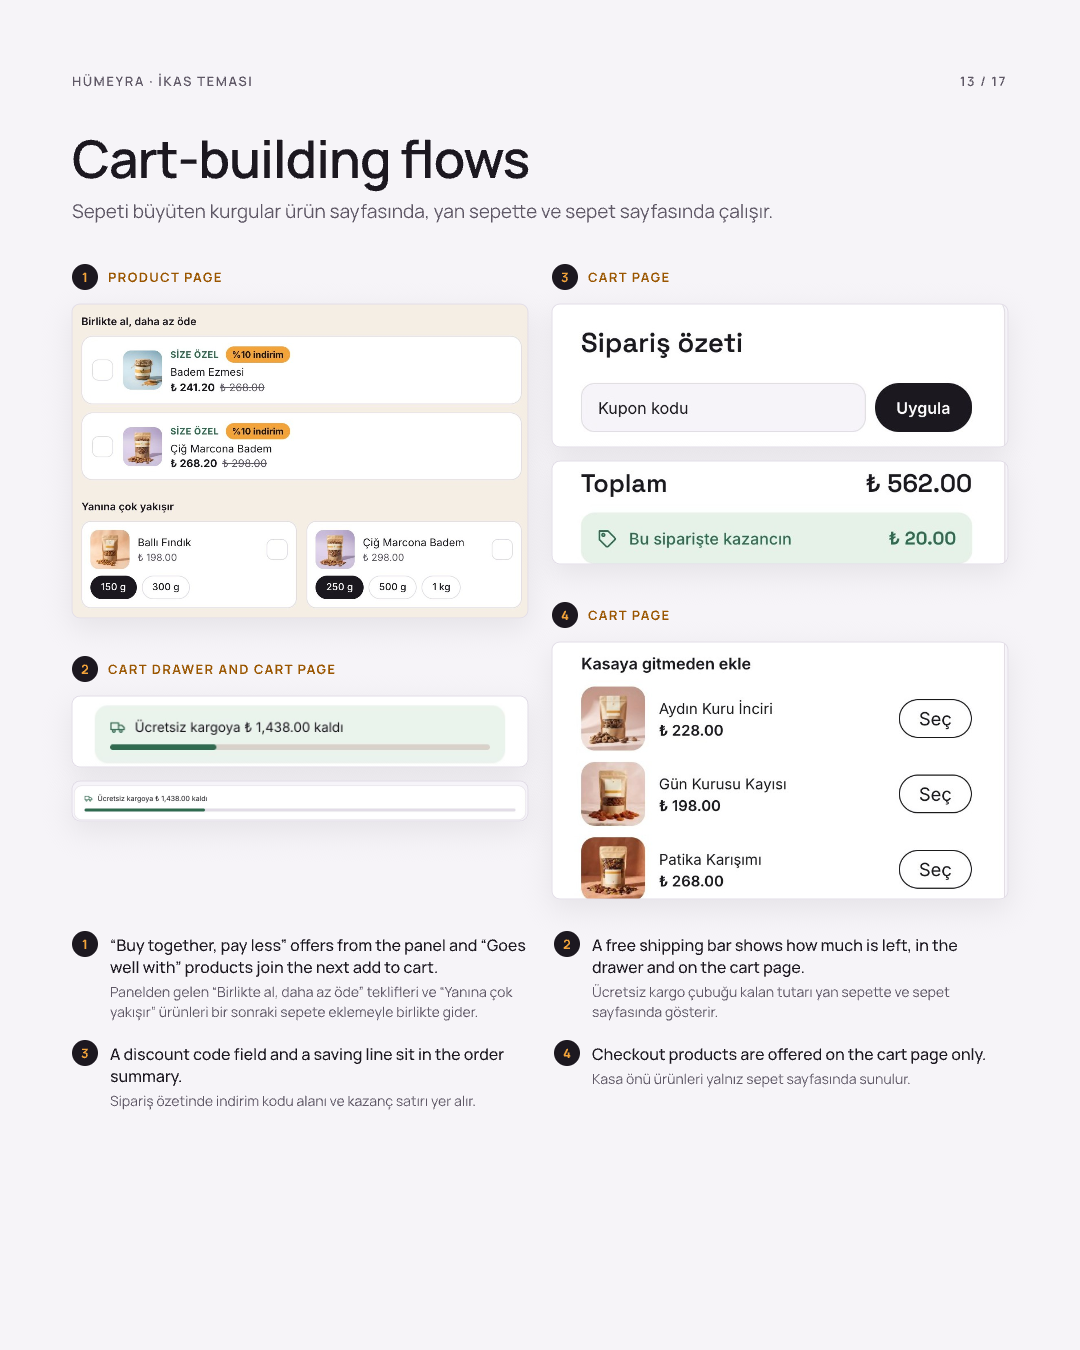 HÜMEYRA · İKAS TEMASI
13 / 17
Cart-building flows
Sepeti büyüten kurgular ürün sayfasında, yan sepette ve sepet sayfasında çalışır.
1 PRODUCT PAGE
Birlikte al, daha az öde
SİZE ÖZEL %10 indirim
Badem Ezmesi
₺ 241.20 ₺ 268.00
SİZE ÖZEL %10 indirim
Çiğ Marcona Badem
₺ 268.20 ₺ 298.00
Yanına çok yakışır
Ballı Fındık
₺ 198.00
150 g 300 g
Çiğ Marcona Badem
₺ 298.00
250 g 500 g 1 kg
2 CART DRAWER AND CART PAGE
Ücretsiz kargoya ₺ 1,438.00 kaldı
Ücretsiz kargoya ₺ 1,438.00 kaldı
3 CART PAGE
Sipariş özeti
Kupon kodu Uygula
Toplam ₺ 562.00
Bu siparişte kazancın ₺ 20.00
4 CART PAGE
Kasaya gitmeden ekle
Aydın Kuru İnciri
₺ 228.00
Seç
Gün Kurusu Kayısı
₺ 198.00
Seç
Patika Karışımı
₺ 268.00
Seç
1 “Buy together, pay less” offers from the panel and “Goes
well with” products join the next add to cart.
Panelden gelen “Birlikte al, daha az öde” teklifleri ve “Yanına çok
yakışır” ürünleri bir sonraki sepete eklemeyle birlikte gider.
2 A free shipping bar shows how much is left, in the
drawer and on the cart page.
Ücretsiz kargo çubuğu kalan tutarı yan sepette ve sepet
sayfasında gösterir.
3 A discount code field and a saving line sit in the order
summary.
Sipariş özetinde indirim kodu alanı ve kazanç satırı yer alır.
4 Checkout products are offered on the cart page only.
Kasa önü ürünleri yalnız sepet sayfasında sunulur.